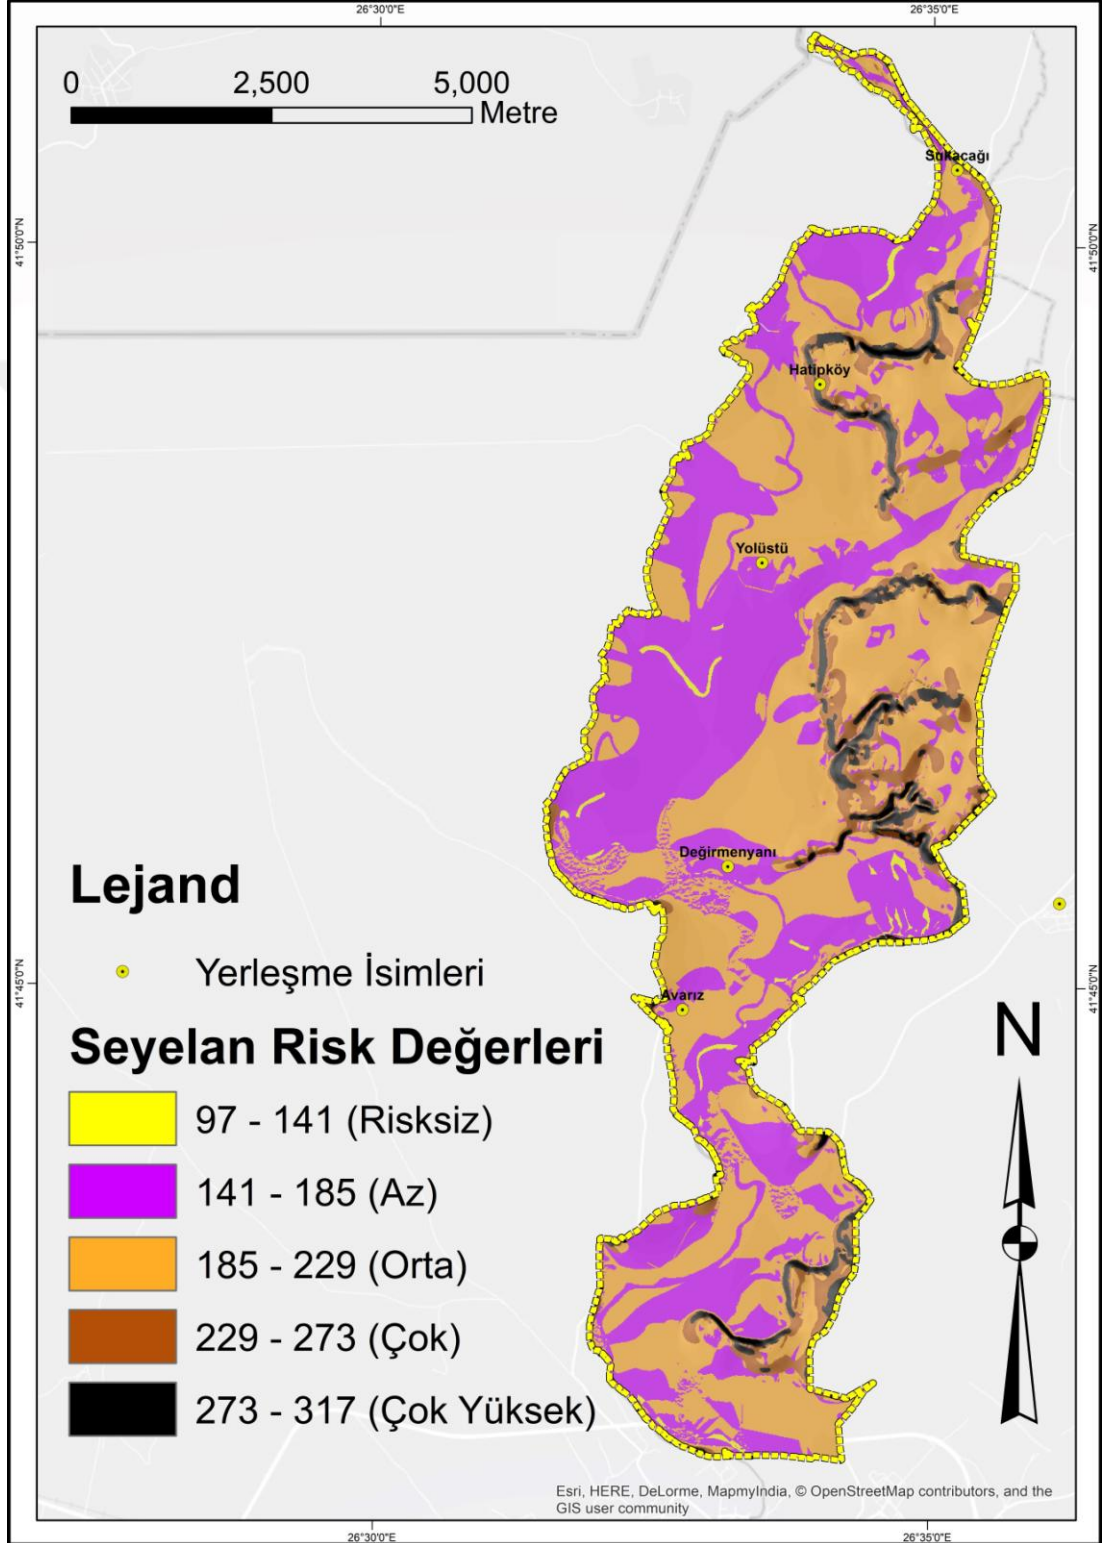 26°30'0"E 26°35'0"E
0 2,500 5,000
Metre
Sukacağı
41°50'0"N 41°50'0"N
Hatipköy
Yolüstü
Değirmenyanı
Lejand
Yerleşme İsimleri
41°45'0"N 41°45'0"N
Avarız
N
Seyelan Risk Değerleri
97 - 141 (Risksiz)
141 - 185 (Az)
185 - 229 (Orta)
229 - 273 (Çok)
273 - 317 (Çok Yüksek)
Esri, HERE, DeLorme, MapmyIndia, © OpenStreetMap contributors, and the
GIS user community
26°30'0"E 26°35'0"E